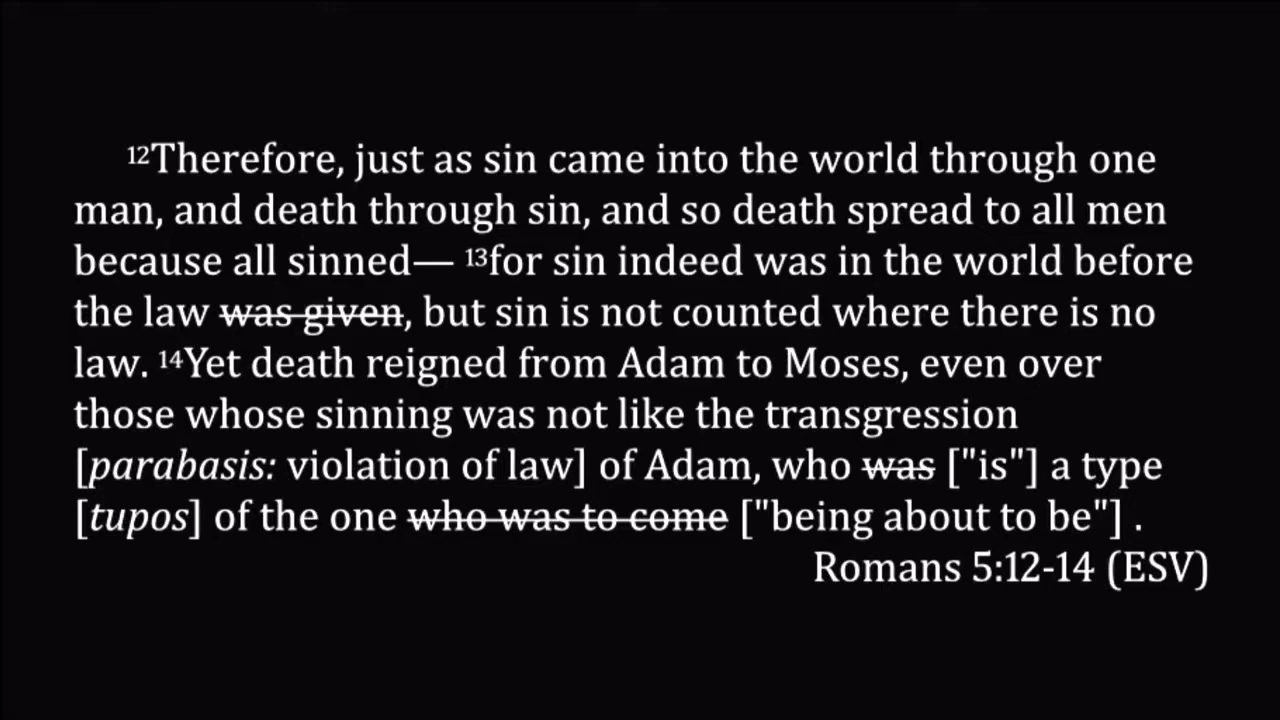 ¹²Therefore, just as sin came into the world through one
man, and death through sin, and so death spread to all men
because all sinned— ¹³for sin indeed was in the world before
the law ~~was given~~, but sin is not counted where there is no
law. ¹⁴Yet death reigned from Adam to Moses, even over
those whose sinning was not like the transgression
[parabasis: violation of law] of Adam, who ~~was~~ ["is"] a type
[tupos] of the one ~~who was to come~~ ["being about to be"] .
Romans 5:12-14 (ESV)